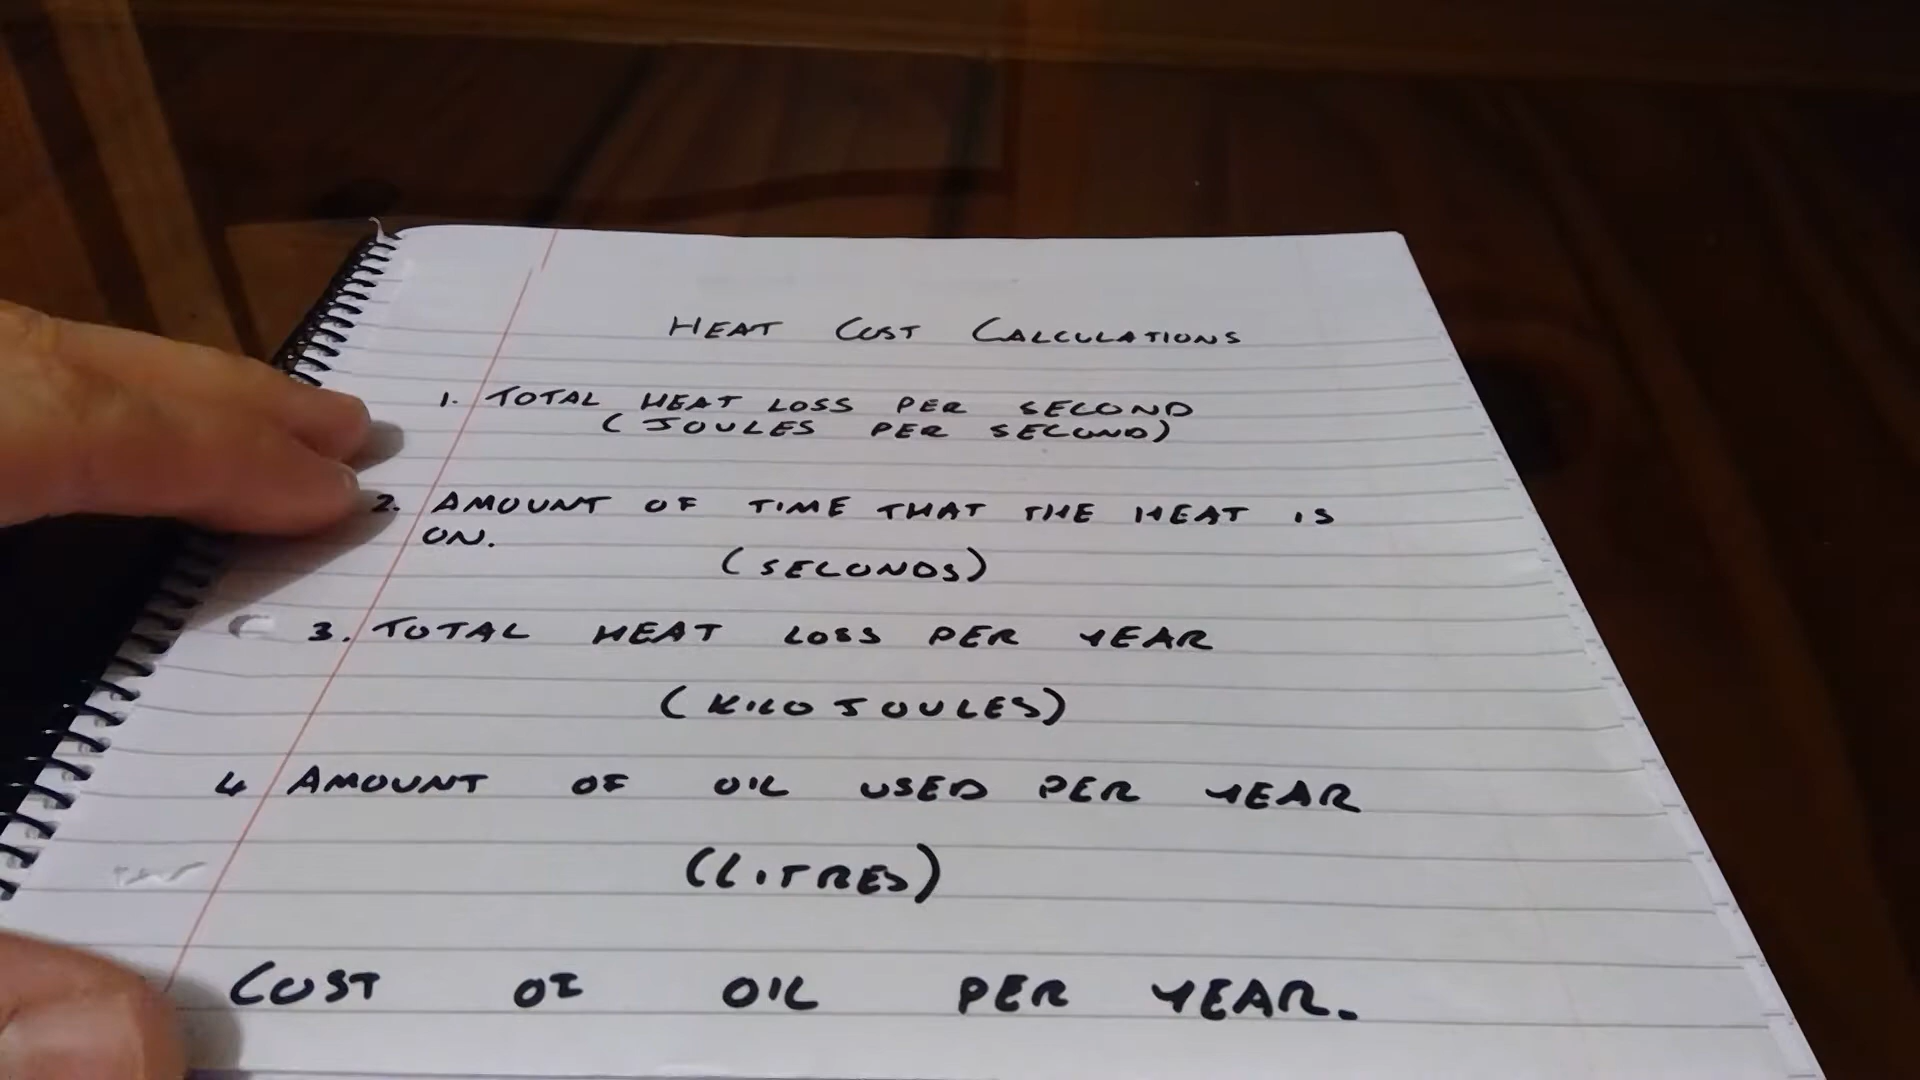 HEAT COST CALCULATIONS
1. TOTAL HEAT LOSS PER SECOND
(JOULES PER SECOND)
2. AMOUNT OF TIME THAT THE HEAT IS
ON.
(SECONDS)
3. TOTAL HEAT LOSS PER YEAR
(KILO JOULES)
4 AMOUNT OF OIL USED PER YEAR
(LITRES)
COST OF OIL PER YEAR.